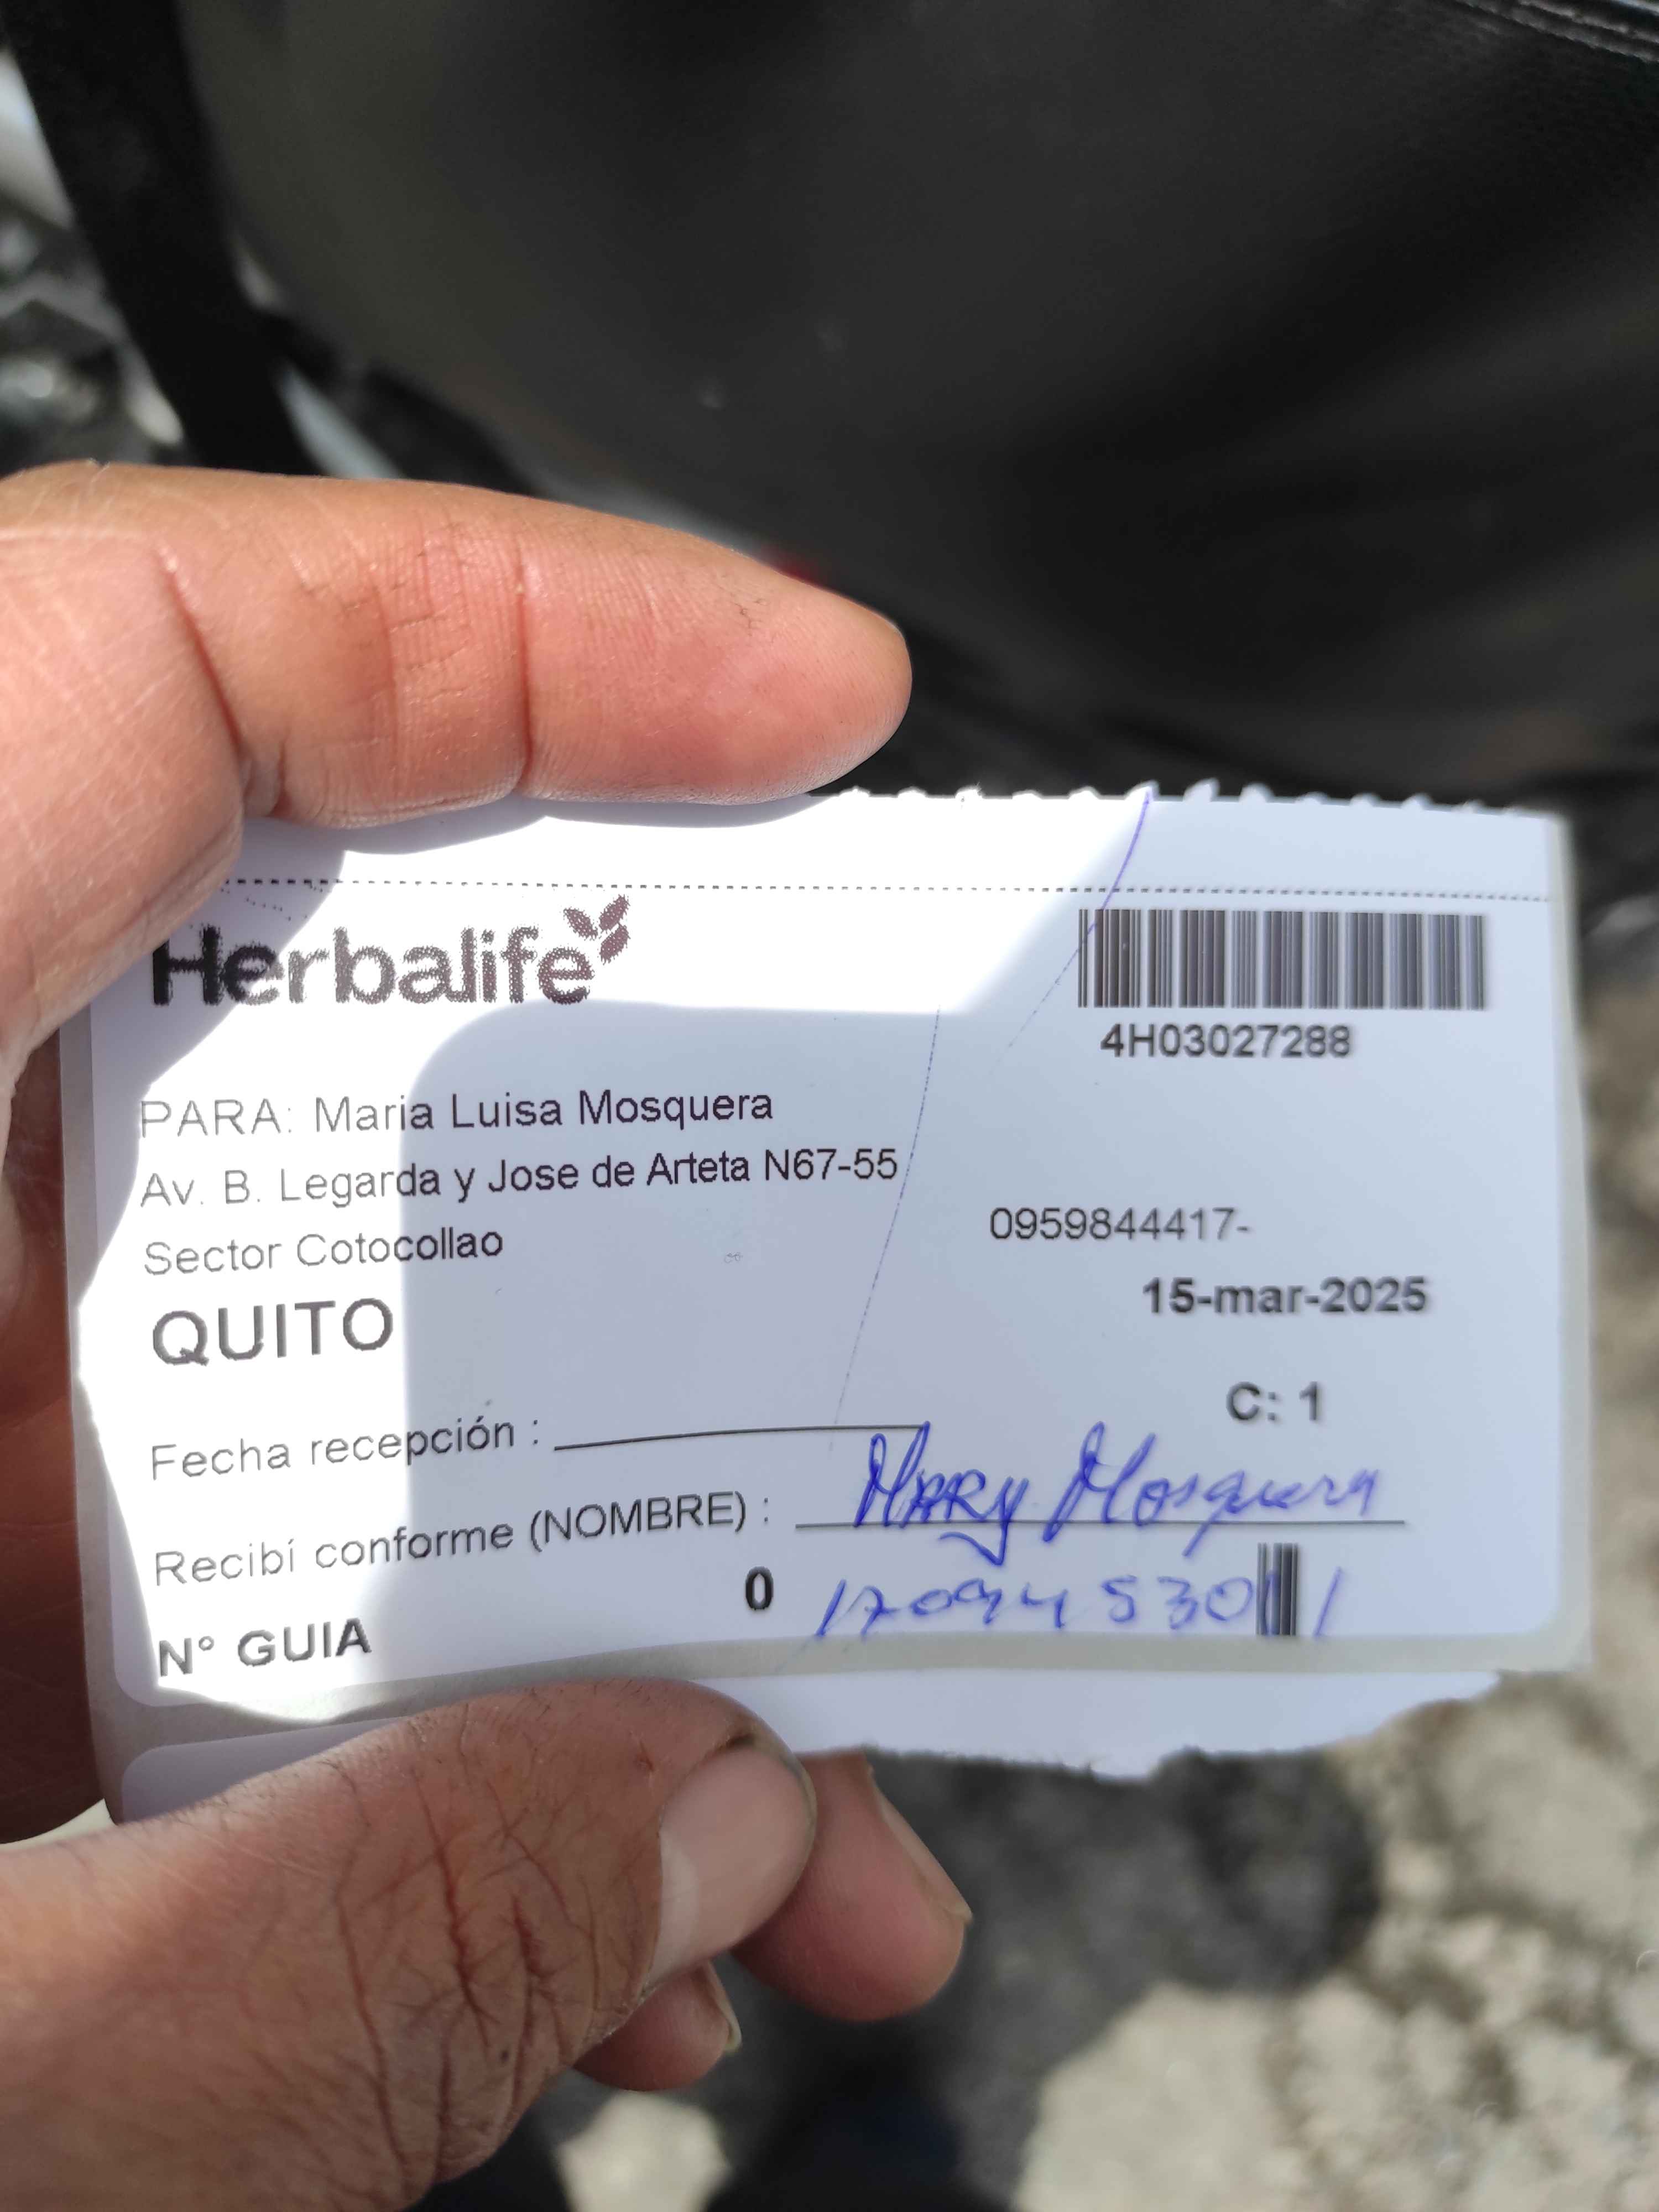 Herbalife
4H03027288
PARA: Maria Luisa Mosquera
Av. B. Legarda y Jose de Arteta N67-55
Sector Cotocollao
0959844417-
QUITO
15-mar-2025
C: 1
Fecha recepción :
Recibí conforme (NOMBRE) : Mary Mosquera
N° GUIA 0